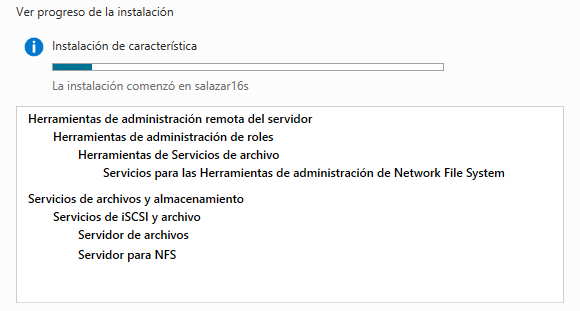 Ver progreso de la instalación
Instalación de característica
La instalación comenzó en salazar16s
Herramientas de administración remota del servidor
Herramientas de administración de roles
Herramientas de Servicios de archivo
Servicios para las Herramientas de administración de Network File System
Servicios de archivos y almacenamiento
Servicios de iSCSI y archivo
Servidor de archivos
Servidor para NFS